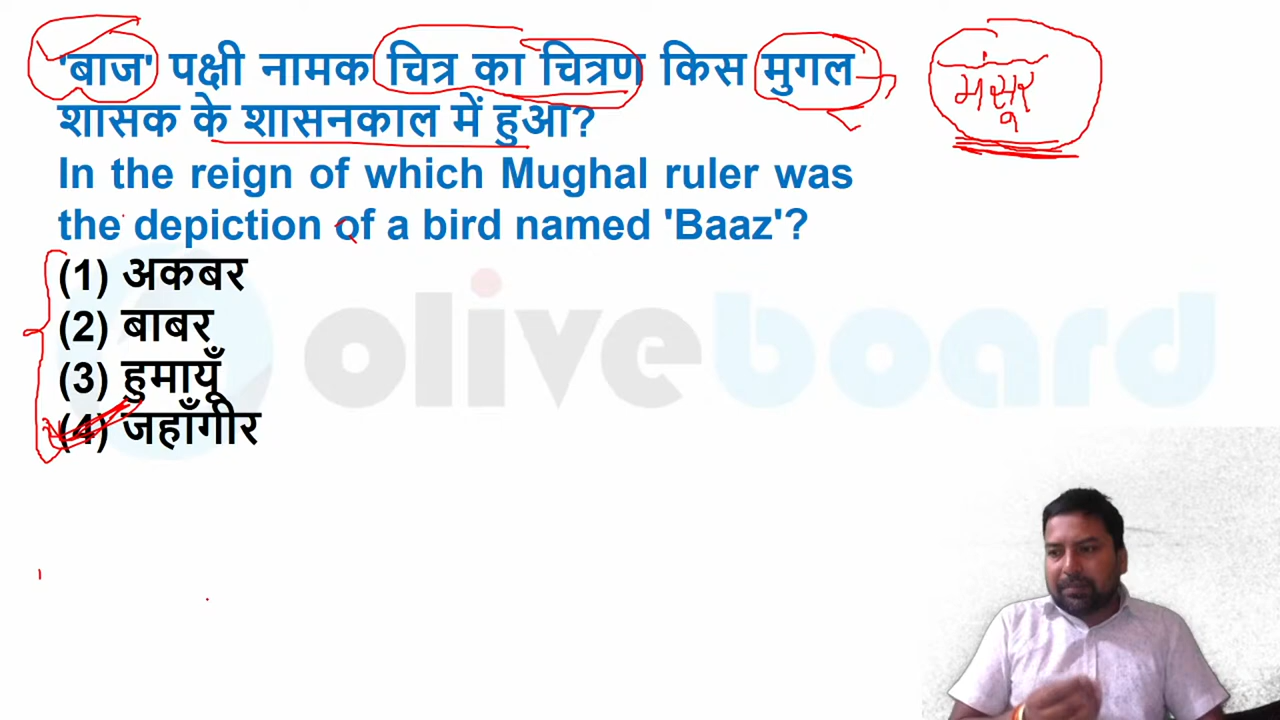 'बाज' पक्षी नामक चित्र का चित्रण किस मुगल
शासक के शासनकाल में हुआ?
मंसूर
In the reign of which Mughal ruler was
the depiction of a bird named 'Baaz'?
(1) अकबर
(2) बाबर
(3) हुमायूँ
(4) जहाँगीर
oliveboard